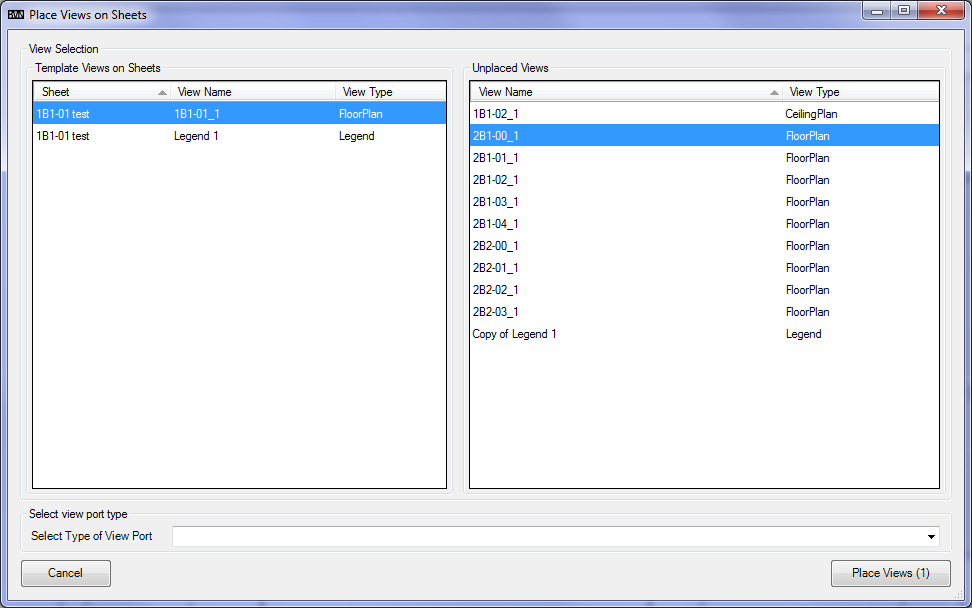 Place Views on Sheets
View Selection
Template Views on Sheets
Sheet View Name View Type
1B1-01 test 1B1-01_1 FloorPlan
1B1-01 test Legend 1 Legend
Unplaced Views
View Name View Type
1B1-02_1 CeilingPlan
2B1-00_1 FloorPlan
2B1-01_1 FloorPlan
2B1-02_1 FloorPlan
2B1-03_1 FloorPlan
2B1-04_1 FloorPlan
2B2-00_1 FloorPlan
2B2-01_1 FloorPlan
2B2-02_1 FloorPlan
2B2-03_1 FloorPlan
Copy of Legend 1 Legend
Select view port type
Select Type of View Port
Cancel
Place Views (1)